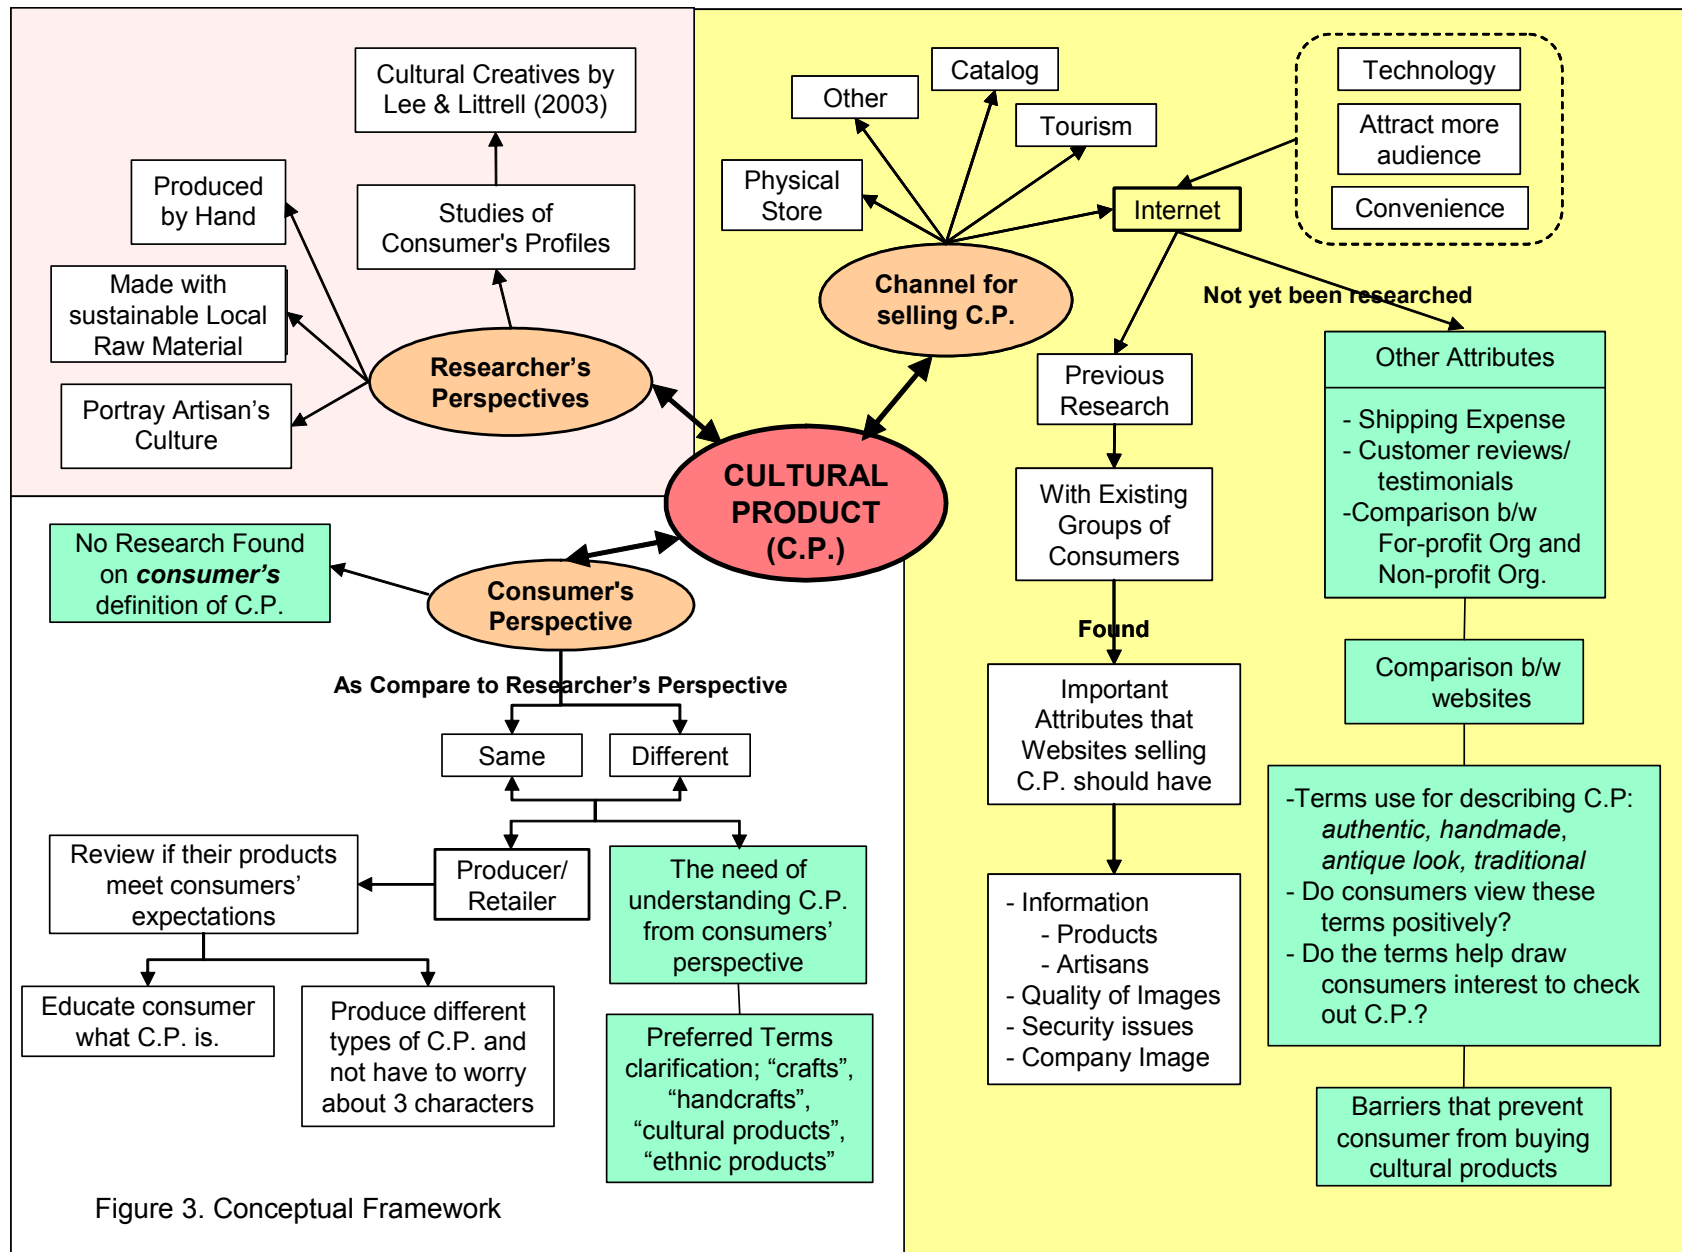 Cultural Creatives by
Lee & Littrell (2003)
Produced
by Hand
Studies of
Consumer's Profiles
Made with
sustainable Local
Raw Material
Portray Artisan's
Culture
Researcher's
Perspectives
Catalog
Other
Tourism
Physical
Store
Internet
Technology
Attract more
audience
Convenience
Channel for
selling C.P.
Not yet been researched
Previous
Research
With Existing
Groups of
Consumers
Found
Important
Attributes that
Websites selling
C.P. should have
- Information
- Products
- Artisans
- Quality of Images
- Security issues
- Company Image
Other Attributes
- Shipping Expense
- Customer reviews/
testimonials
-Comparison b/w
For-profit Org and
Non-profit Org.
Comparison b/w
websites
-Terms use for describing C.P:
authentic, handmade,
antique look, traditional
- Do consumers view these
terms positively?
- Do the terms help draw
consumers interest to check
out C.P.?
Barriers that prevent
consumer from buying
cultural products
CULTURAL
PRODUCT
(C.P.)
No Research Found
on consumer's
definition of C.P.
Consumer's
Perspective
As Compare to Researcher's Perspective
Same
Different
Review if their products
meet consumers'
expectations
Producer/
Retailer
The need of
understanding C.P.
from consumers'
perspective
Educate consumer
what C.P. is.
Produce different
types of C.P. and
not have to worry
about 3 characters
Preferred Terms
clarification; "crafts",
"handcrafts",
"cultural products",
"ethnic products"
Figure 3. Conceptual Framework